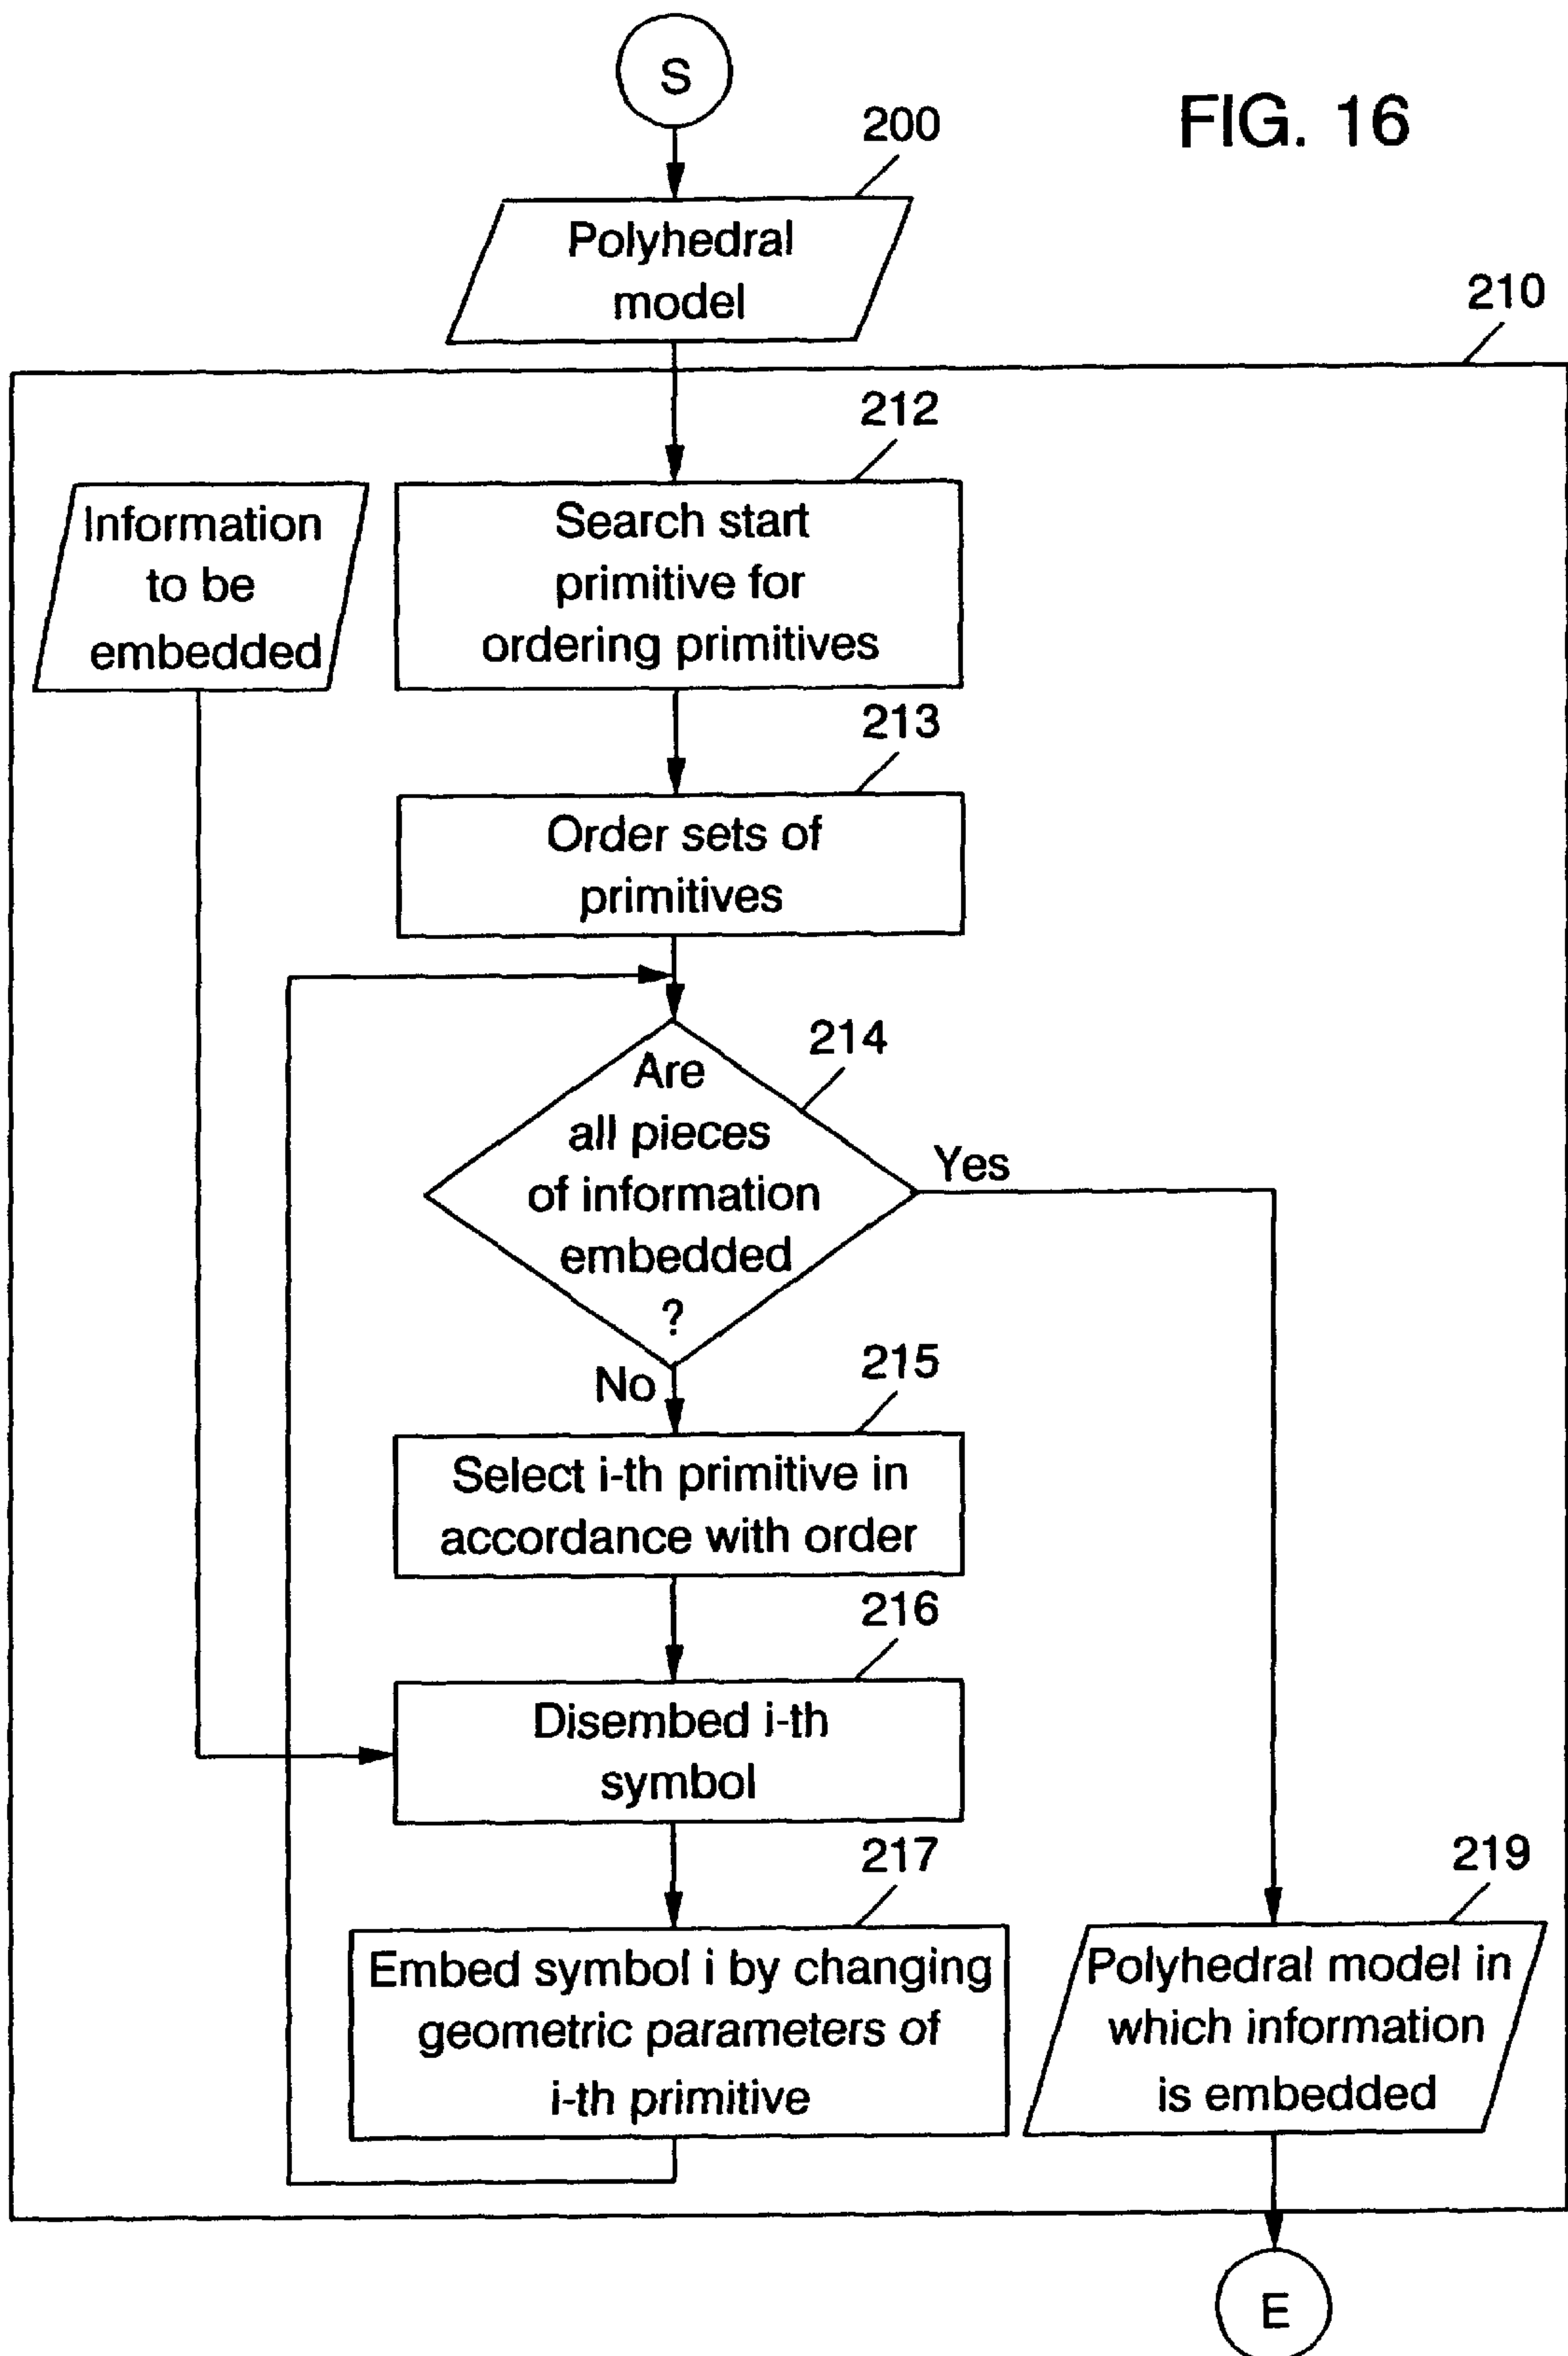 S
FIG. 16
200
Polyhedral
model
210
212
Information
to be
embedded
Search start
primitive for
ordering primitives
213
Order sets of
primitives
214
Are
all pieces
of information
embedded
?
Yes
No
215
Select i-th primitive in
accordance with order
216
Disembed i-th
symbol
217
Embed symbol i by changing
geometric parameters of
i-th primitive
219
Polyhedral model in
which information
is embedded
E